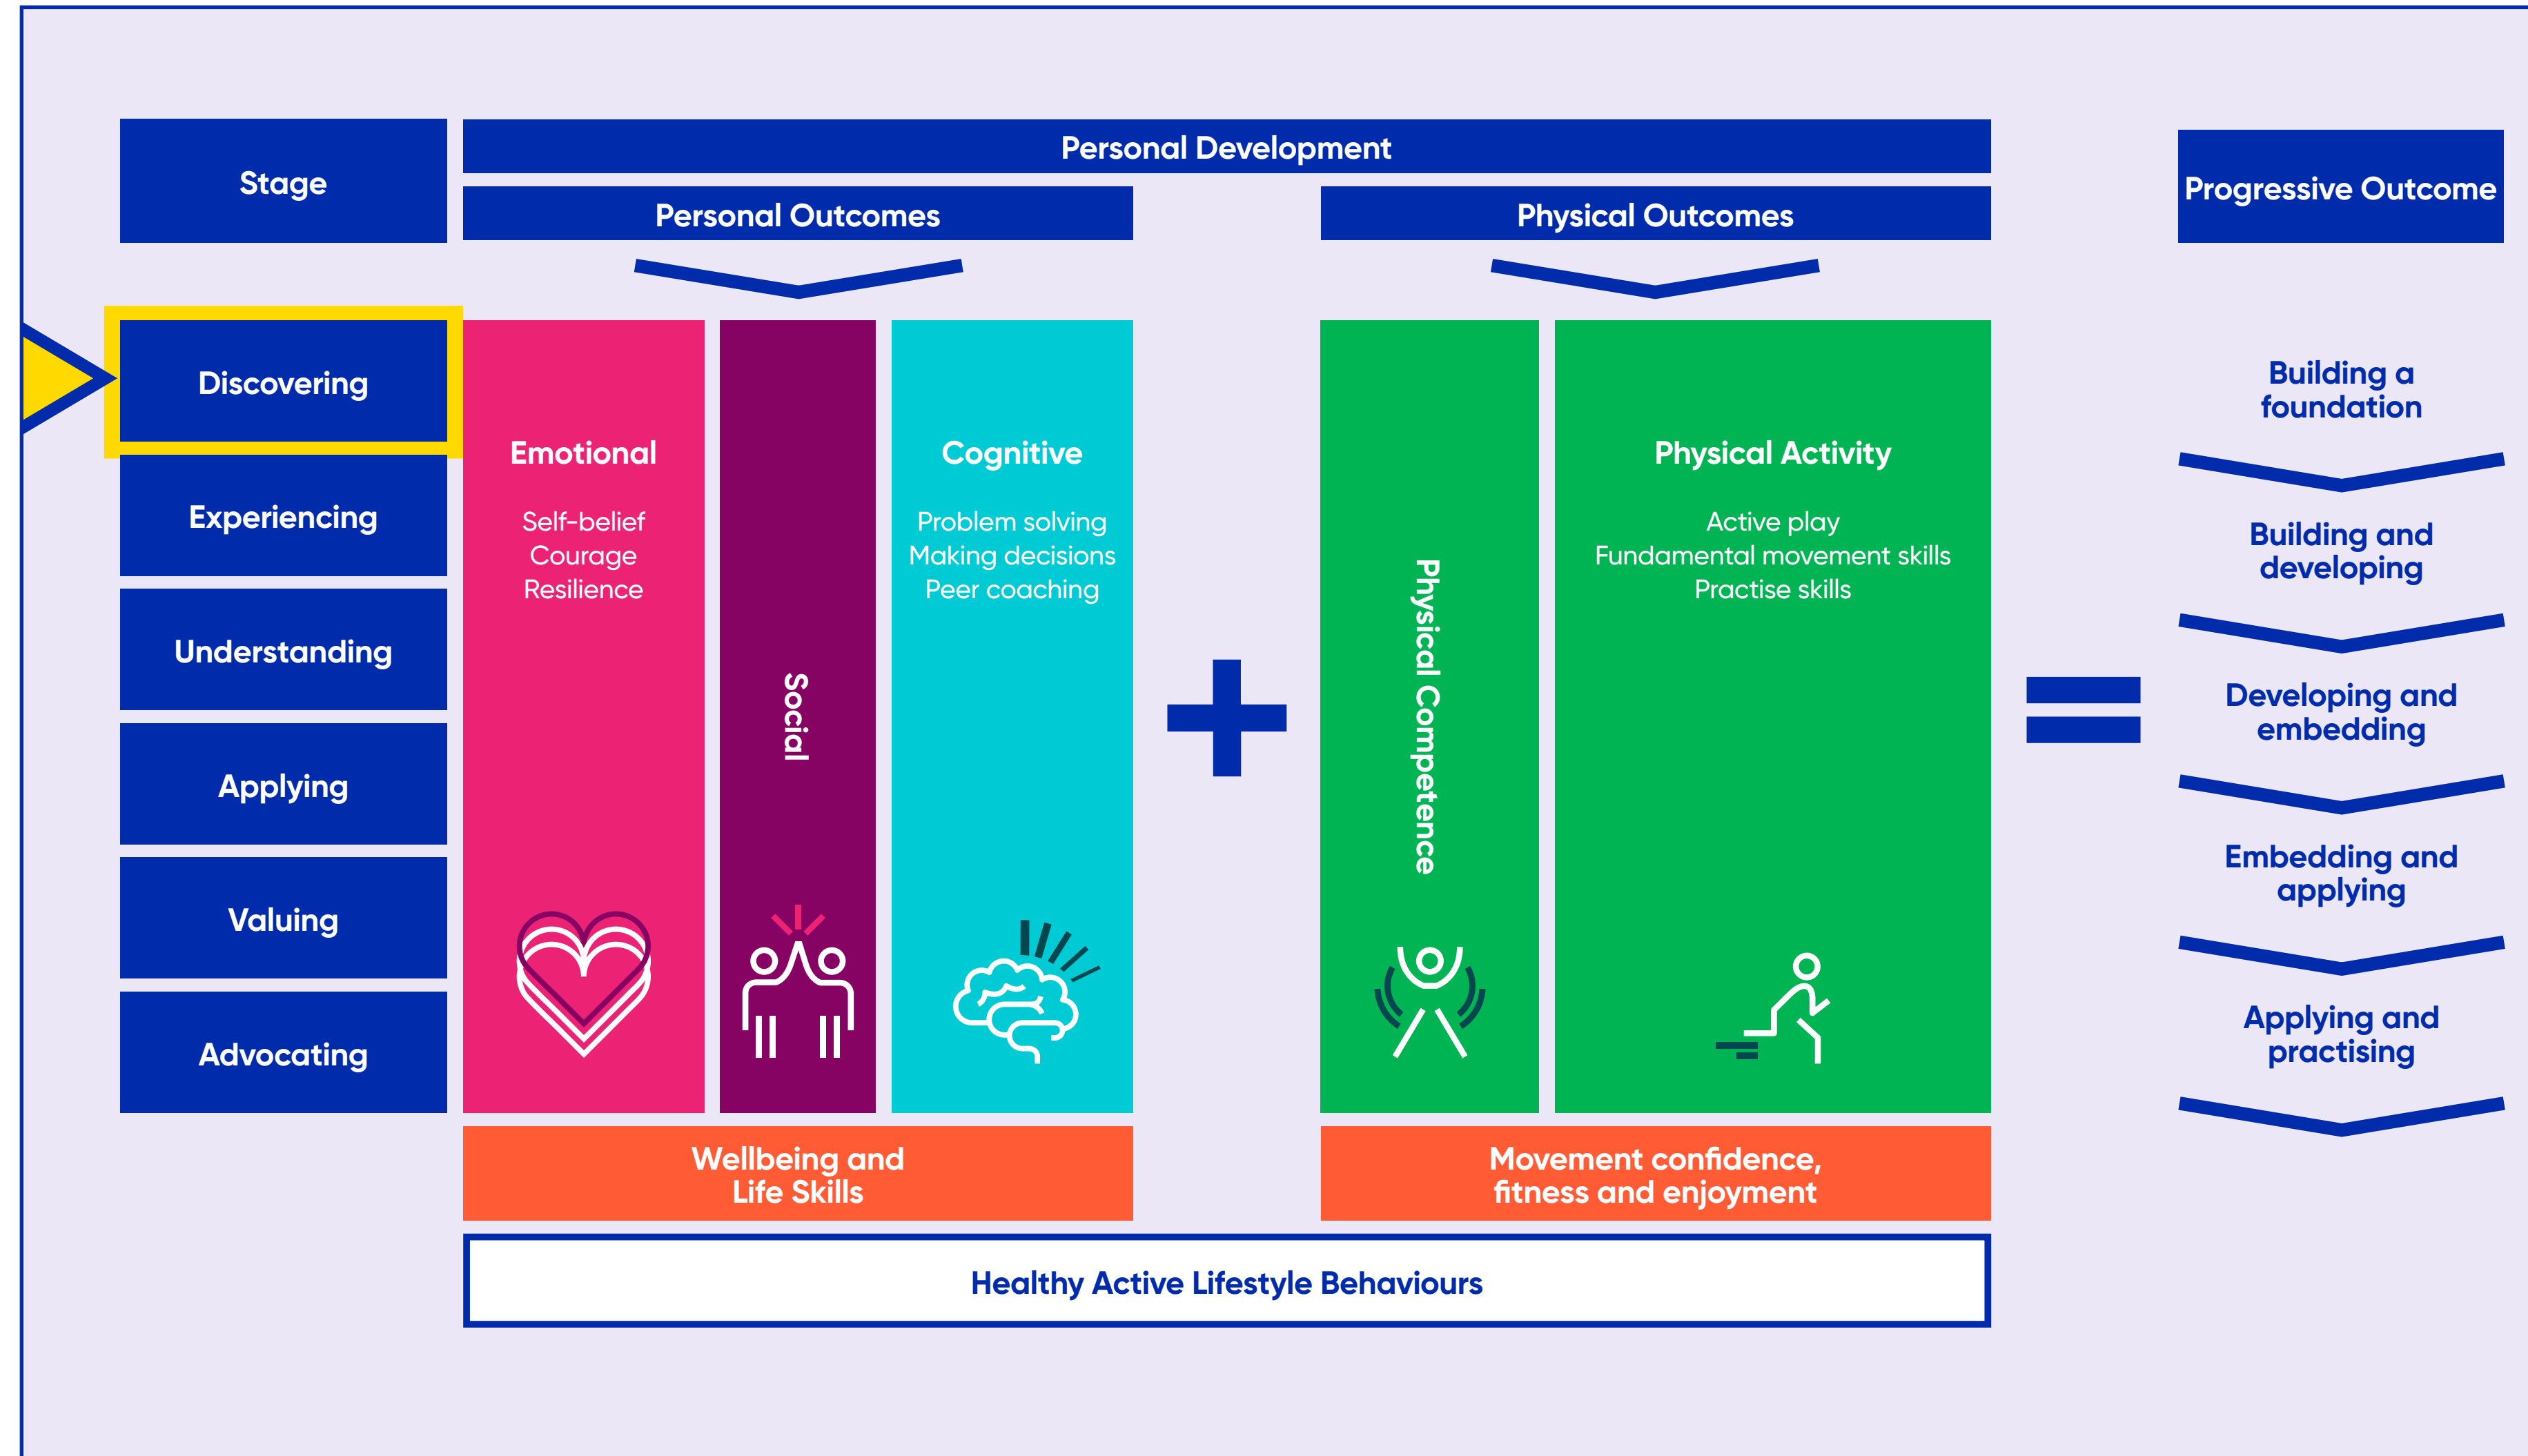 Stage
Personal Development
Personal Outcomes
Physical Outcomes
Progressive Outcome
Discovering
Experiencing
Understanding
Applying
Valuing
Advocating
Emotional
Self-belief
Courage
Resilience
Social
Cognitive
Problem solving
Making decisions
Peer coaching
Physical Competence
Physical Activity
Active play
Fundamental movement skills
Practise skills
Building a
foundation
Building and
developing
Developing and
embedding
Embedding and
applying
Applying and
practising
Wellbeing and
Life Skills
Movement confidence,
fitness and enjoyment
Healthy Active Lifestyle Behaviours